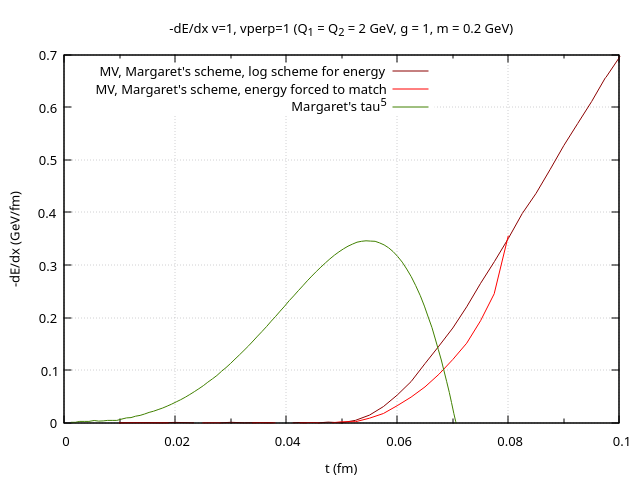 -dE/dx v=1, vperp=1 (Q1 = Q2 = 2 GeV, g = 1, m = 0.2 GeV)
MV, Margaret's scheme, log scheme for energy
MV, Margaret's scheme, energy forced to match
Margaret's tau5
0.7
0.6
0.5
0.4
0.3
0.2
0.1
0
-dE/dx (GeV/fm)
0 0.02 0.04 0.06 0.08 0.1
t (fm)